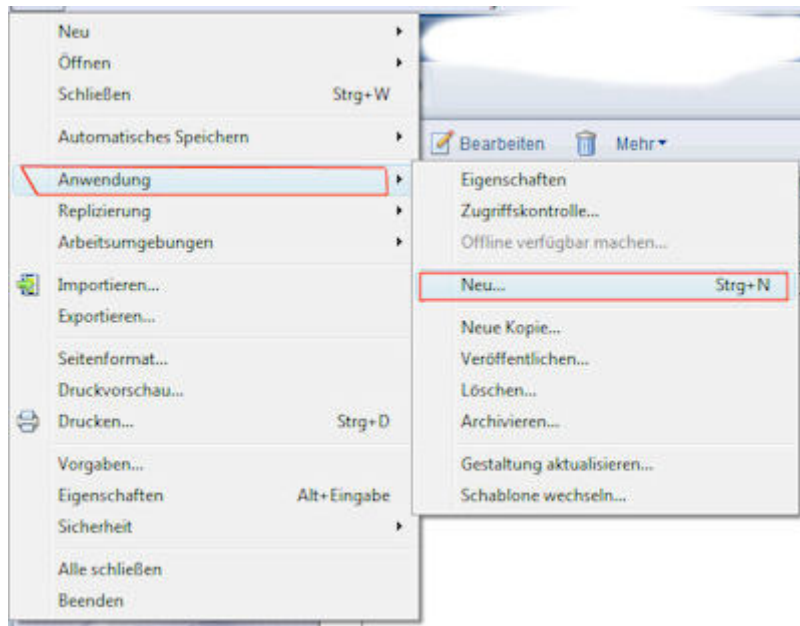 Neu
Öffnen
Schließen Strg+W
Automatisches Speichern
Anwendung
Replizierung
Arbeitsumgebungen
Importieren...
Exportieren...
Seitenformat...
Druckvorschau...
Drucken... Strg+D
Vorgaben...
Eigenschaften Alt+Eingabe
Sicherheit
Alle schließen
Beenden
Bearbeiten Mehr
Eigenschaften
Zugriffskontrolle...
Offline verfügbar machen...
Neu... Strg+N
Neue Kopie...
Veröffentlichen...
Löschen...
Archivieren...
Gestaltung aktualisieren...
Schablone wechseln...